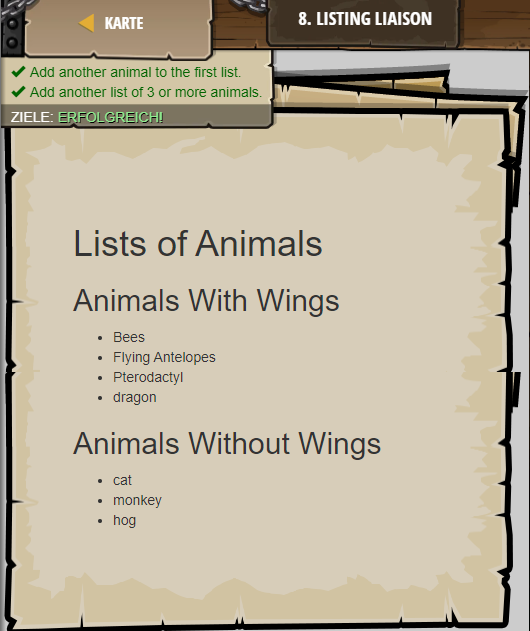 KARTE
8. LISTING LIAISON
Add another animal to the first list.
Add another list of 3 or more animals.
ZIELE: ERFOLGREICH!
Lists of Animals
Animals With Wings
Bees
Flying Antelopes
Pterodactyl
dragon
Animals Without Wings
cat
monkey
hog